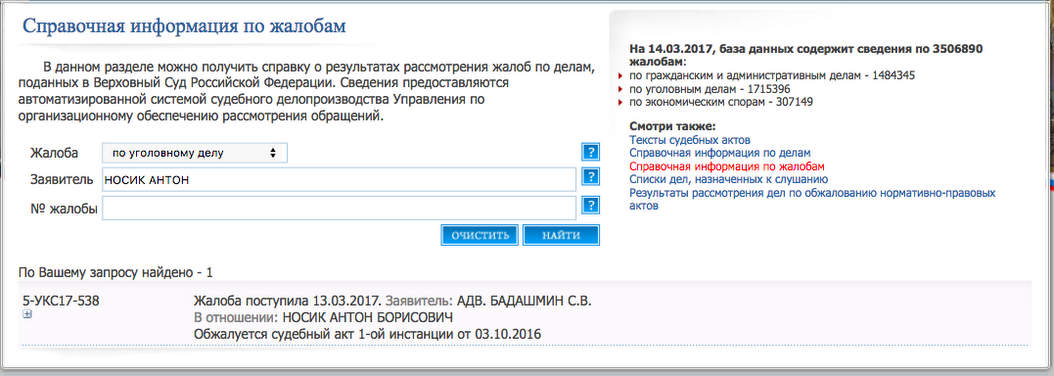 Справочная информация по жалобам
В данном разделе можно получить справку о результатах рассмотрения жалоб по делам,
поданных в Верховный Суд Российской Федерации. Сведения предоставляются
автоматизированной системой судебного делопроизводства Управления по
организационному обеспечению рассмотрения обращений.
Жалоба по уголовному делу ?
Заявитель НОСИК АНТОН ?
№ жалобы ?
ОЧИСТИТЬ НАЙТИ
На 14.03.2017, база данных содержит сведения по 3506890
жалобам:
по гражданским и административным делам - 1484345
по уголовным делам - 1715396
по экономическим спорам - 307149
Смотри также:
Тексты судебных актов
Справочная информация по делам
Справочная информация по жалобам
Списки дел, назначенных к слушанию
Результаты рассмотрения дел по обжалованию нормативно-правовых
актов
По Вашему запросу найдено - 1
5-УКС17-538 Жалоба поступила 13.03.2017. Заявитель: АДВ. БАДАШМИН С.В.
В отношении: НОСИК АНТОН БОРИСОВИЧ
Обжалуется судебный акт 1-ой инстанции от 03.10.2016